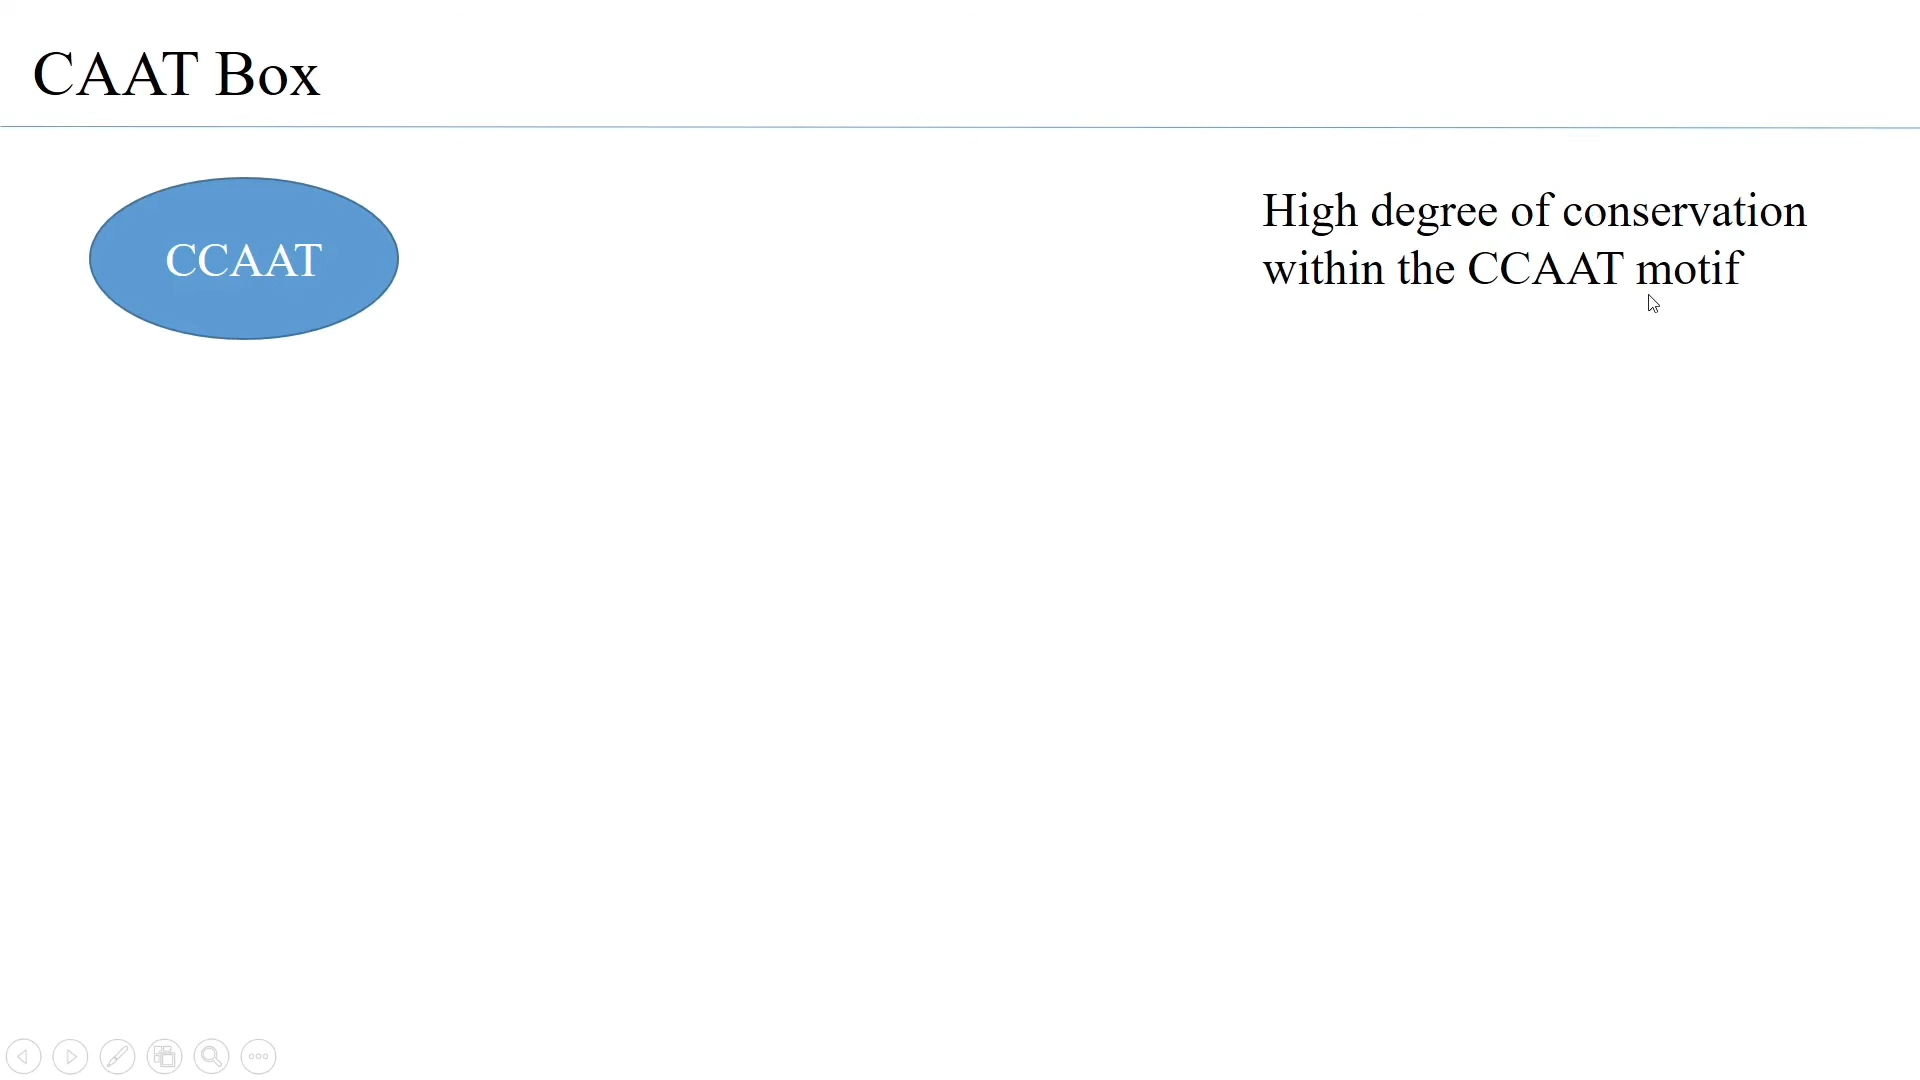 CAAT Box
CCAAT
High degree of conservation
within the CCAAT motif